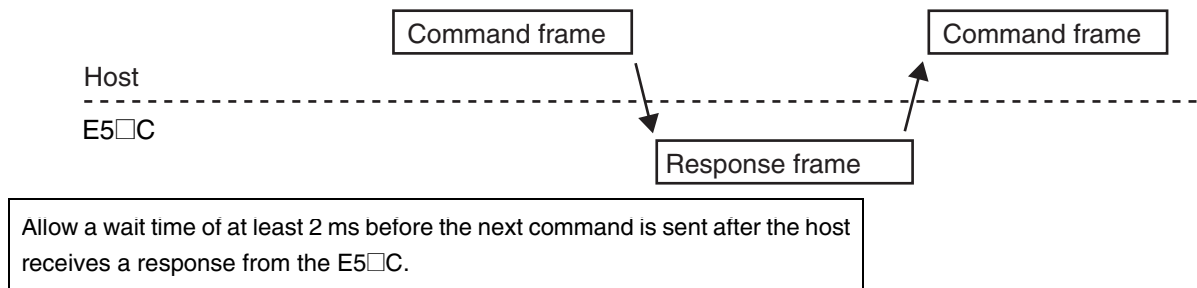 Command frame
Command frame
Host
E5□C
Response frame
Allow a wait time of at least 2 ms before the next command is sent after the host
receives a response from the E5□C.